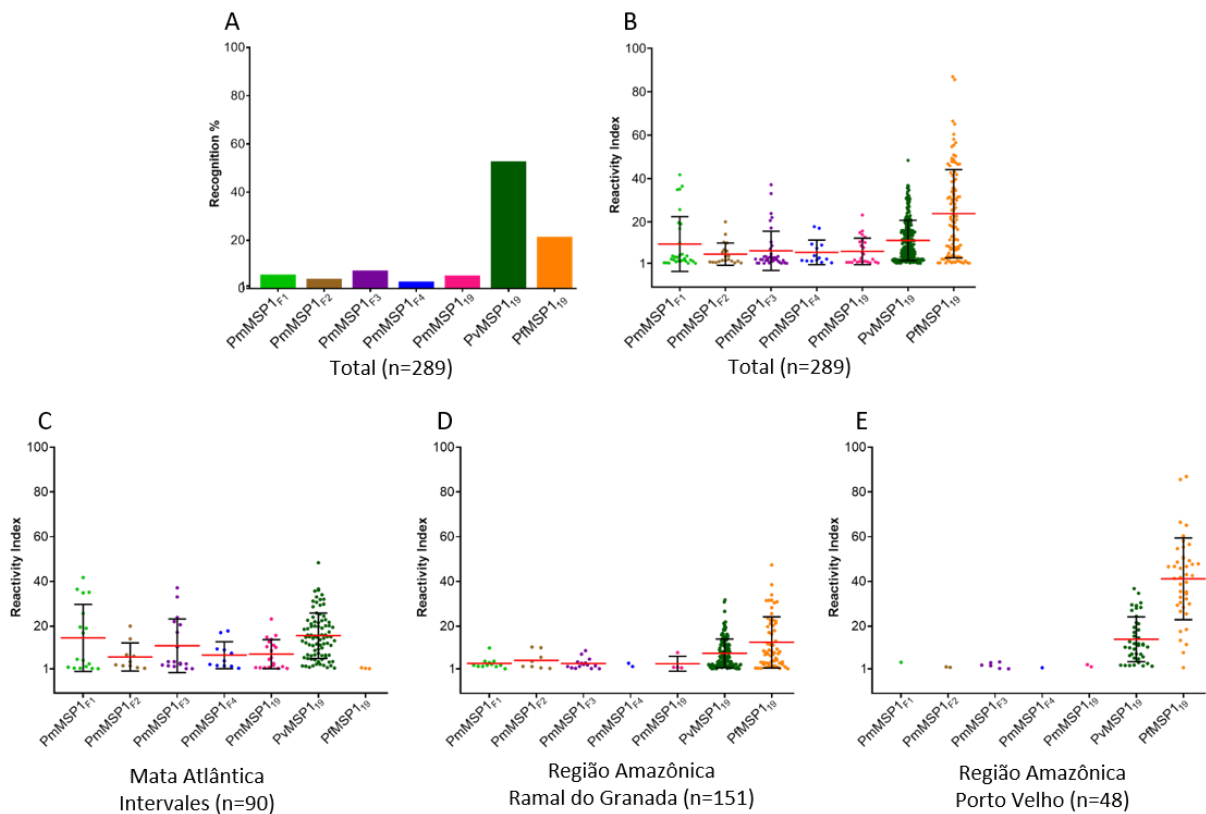 A
B
Recognition %
100
80
60
40
20
1
0
PmMSP1F1
PmMSP1F2
PmMSP1F3
PmMSP1F4
PmMSP119
PvMSP119
PfMSP119
Total (n=289)
Reactivity Index
100
80
60
40
20
1
PmMSP1F1
PmMSP1F2
PmMSP1F3
PmMSP1F4
PmMSP119
PvMSP119
PfMSP119
Total (n=289)
C
D
E
Reactivity Index
100
80
60
40
20
1
PmMSP1F1
PmMSP1F2
PmMSP1F3
PmMSP1F4
PmMSP119
PvMSP119
PfMSP119
Mata Atlântica
Intervales (n=90)
Reactivity Index
100
80
60
40
20
1
PmMSP1F1
PmMSP1F2
PmMSP1F3
PmMSP1F4
PmMSP119
PvMSP119
PfMSP119
Região Amazônica
Ramal do Granada (n=151)
Reactivity Index
100
80
60
40
20
1
PmMSP1F1
PmMSP1F2
PmMSP1F3
PmMSP1F4
PmMSP119
PvMSP119
PfMSP119
Região Amazônica
Porto Velho (n=48)